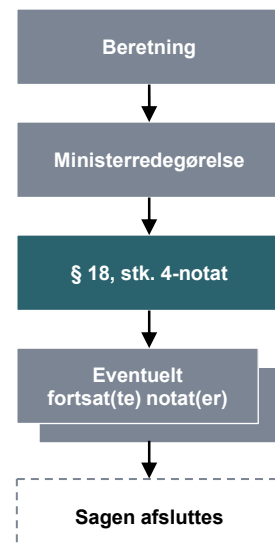 Beretning
Ministerredegørelse
§ 18, stk. 4-notat
Eventuelt
fortsat(te) notat(er)
Sagen afsluttes